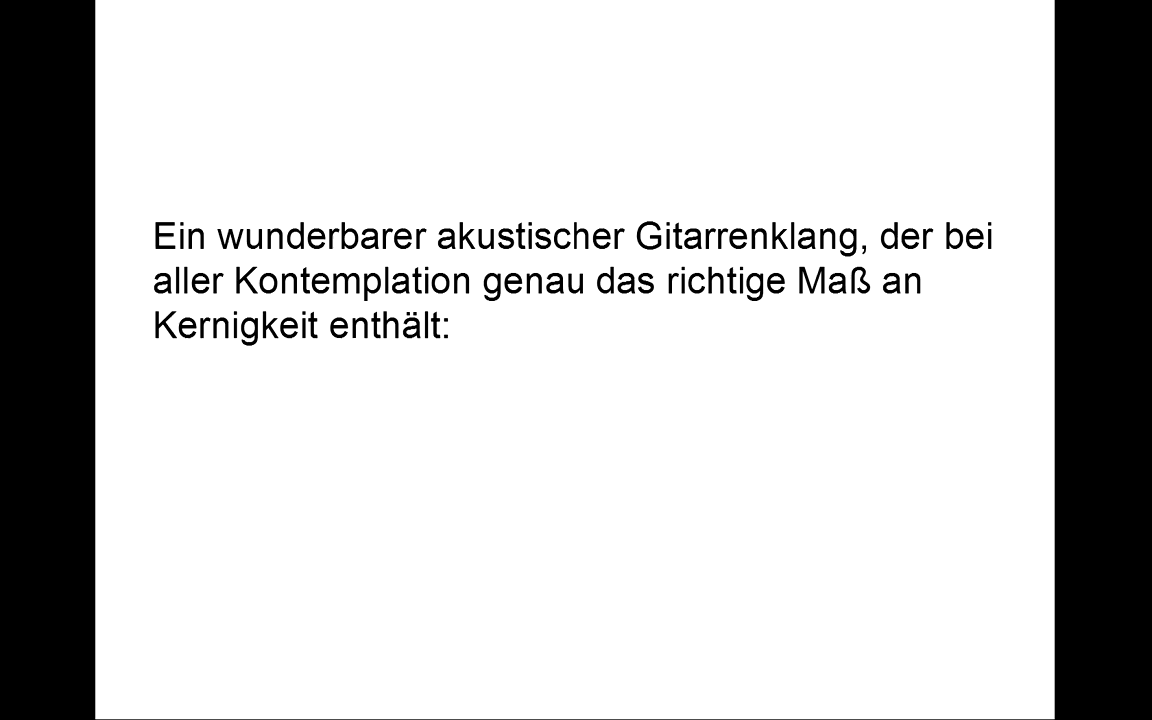 Ein wunderbarer akustischer Gitarrenklang, der bei
aller Kontemplation genau das richtige Maß an
Kernigkeit enthält: